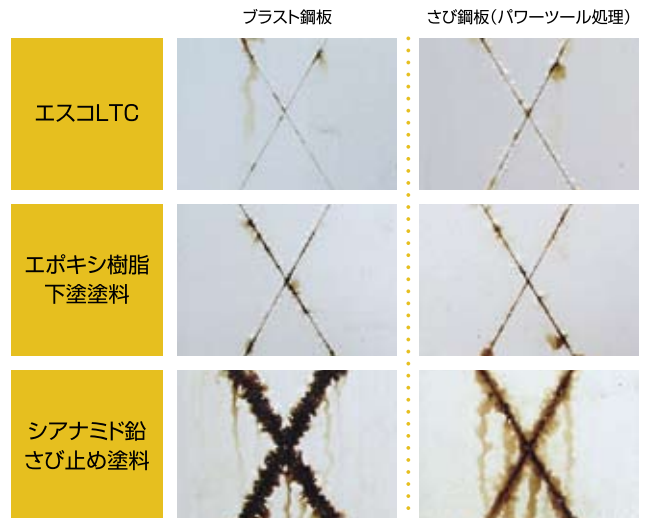 ブラスト鋼板
さび鋼板(パワーツール処理)
エスコLTC
エポキシ樹脂
下塗塗料
シアナミド鉛
さび止め塗料